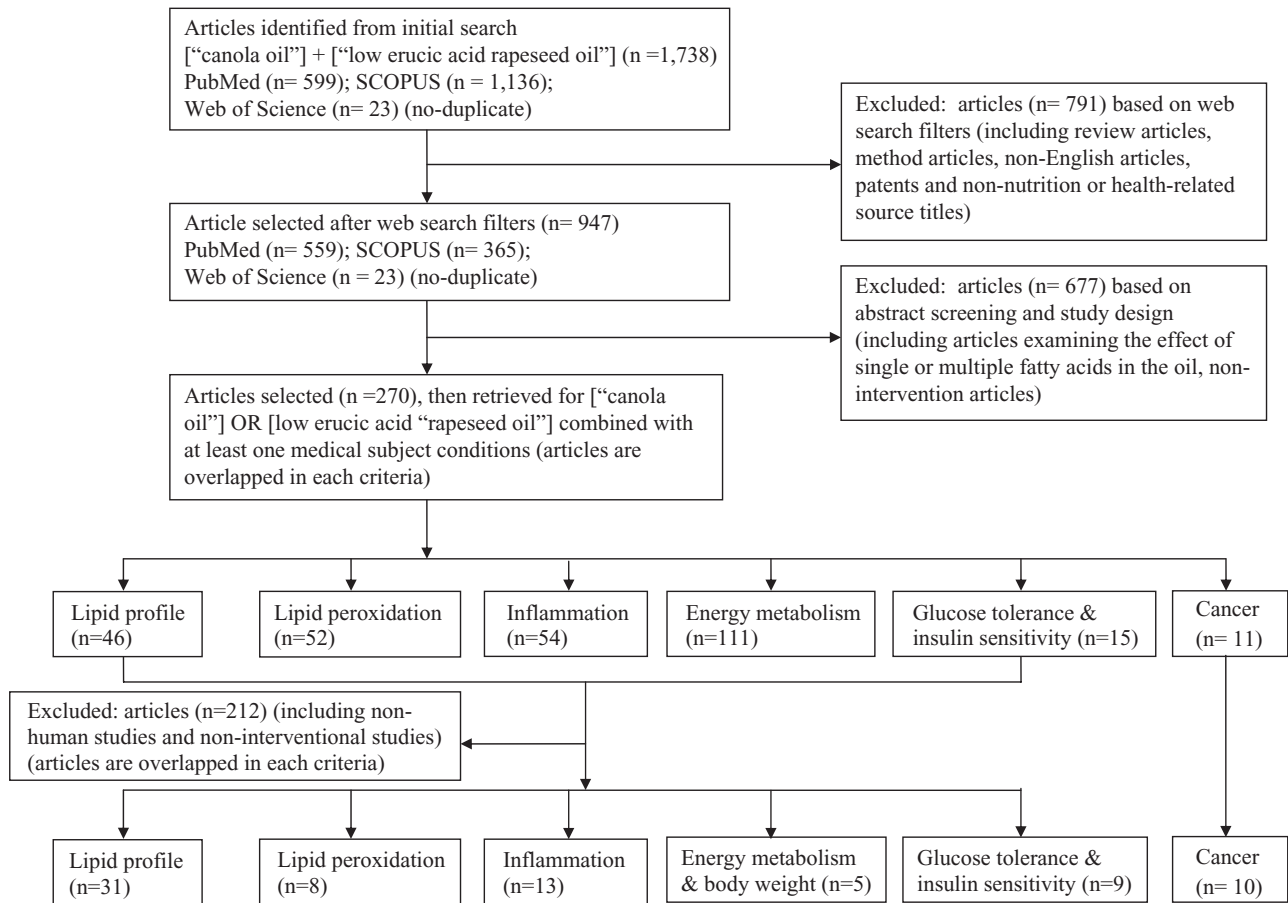 Articles identified from initial search
[“canola oil”] + [“low erucic acid rapeseed oil”] (n =1,738)
PubMed (n= 599); SCOPUS (n = 1,136);
Web of Science (n= 23) (no-duplicate)
Excluded:  articles (n= 791) based on web
search filters (including review articles,
method articles, non-English articles,
patents and non-nutrition or health-related
source titles)
Article selected after web search filters (n= 947)
PubMed (n= 559); SCOPUS (n= 365);
Web of Science (n = 23) (no-duplicate)
Excluded:  articles (n= 677) based on
abstract screening and study design
(including articles examining the effect of
single or multiple fatty acids in the oil, non-
intervention articles)
Articles selected (n =270), then retrieved for [“canola
oil”] OR [low erucic acid “rapeseed oil”] combined with
at least one medical subject conditions (articles are
overlapped in each criteria)
Lipid profile
(n=46)
Lipid peroxidation
(n=52)
Inflammation
(n=54)
Energy metabolism
(n=111)
Glucose tolerance &
insulin sensitivity (n=15)
Cancer
(n= 11)
Excluded: articles (n=212) (including non-
human studies and non-interventional studies)
(articles are overlapped in each criteria)
Lipid profile
(n=31)
Lipid peroxidation
(n=8)
Inflammation
(n=13)
Energy metabolism
& body weight (n=5)
Glucose tolerance &
insulin sensitivity (n=9)
Cancer
(n= 10)